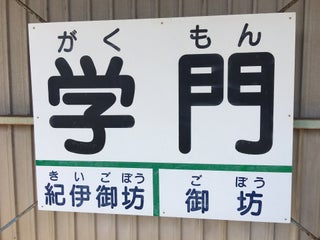 がく もん
学門
きいごぼう ごぼう
紀伊御坊 御坊